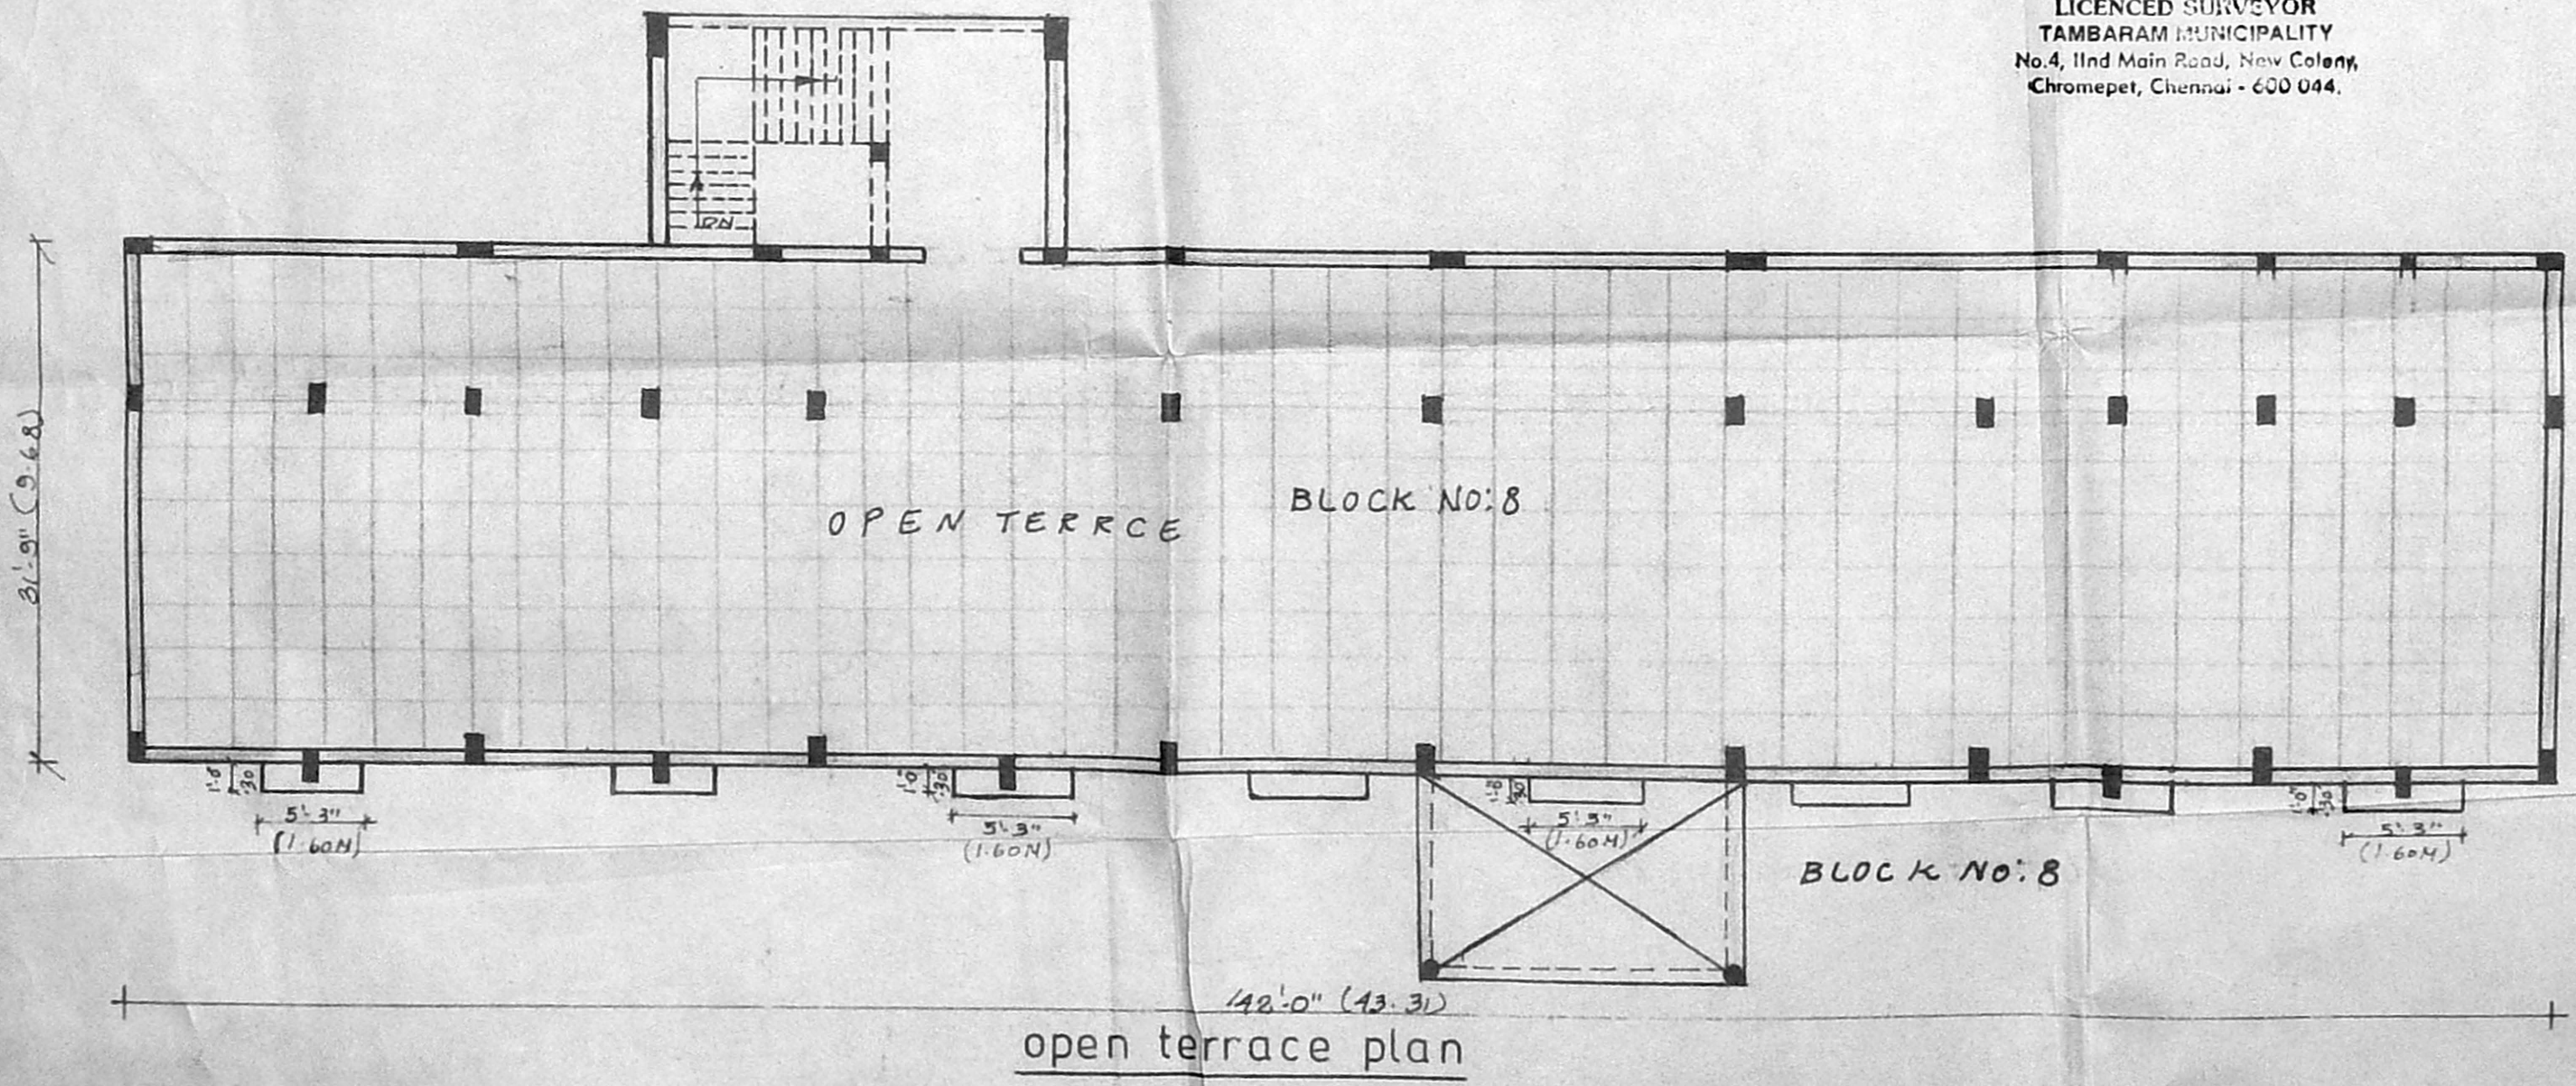 LICENCED SURVEYOR
TAMBARAM MUNICIPALITY
No.4, IInd Main Road, New Colony,
Chromepet, Chennai - 600 044.
DN
31'-9" (9.68)
OPEN TERRCE
BLOCK NO:8
1'-0"
.30
5'-3"
(1.60M)
1'-0"
.30
5'-3"
(1.60M)
1'-0"
.30
5'-3"
(1.60M)
1'-0"
.30
5'-3"
(1.60M)
BLOCK NO:8
142'-0" (43.31)
open terrace plan